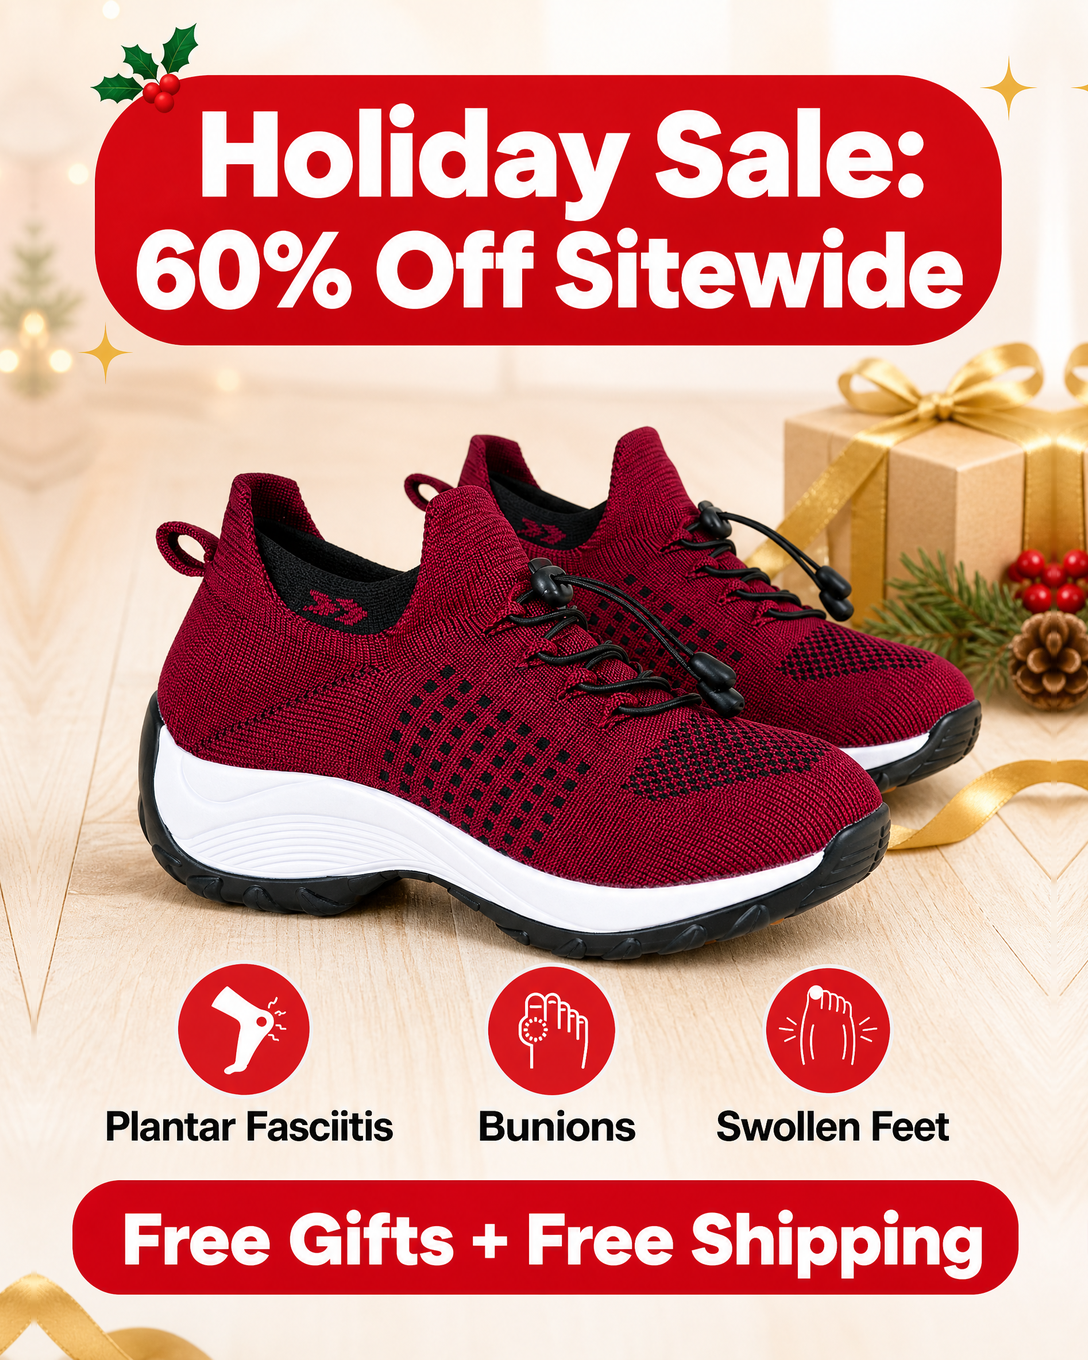 Holiday Sale:
60% Off Sitewide
Plantar Fasciitis
Bunions
Swollen Feet
Free Gifts + Free Shipping